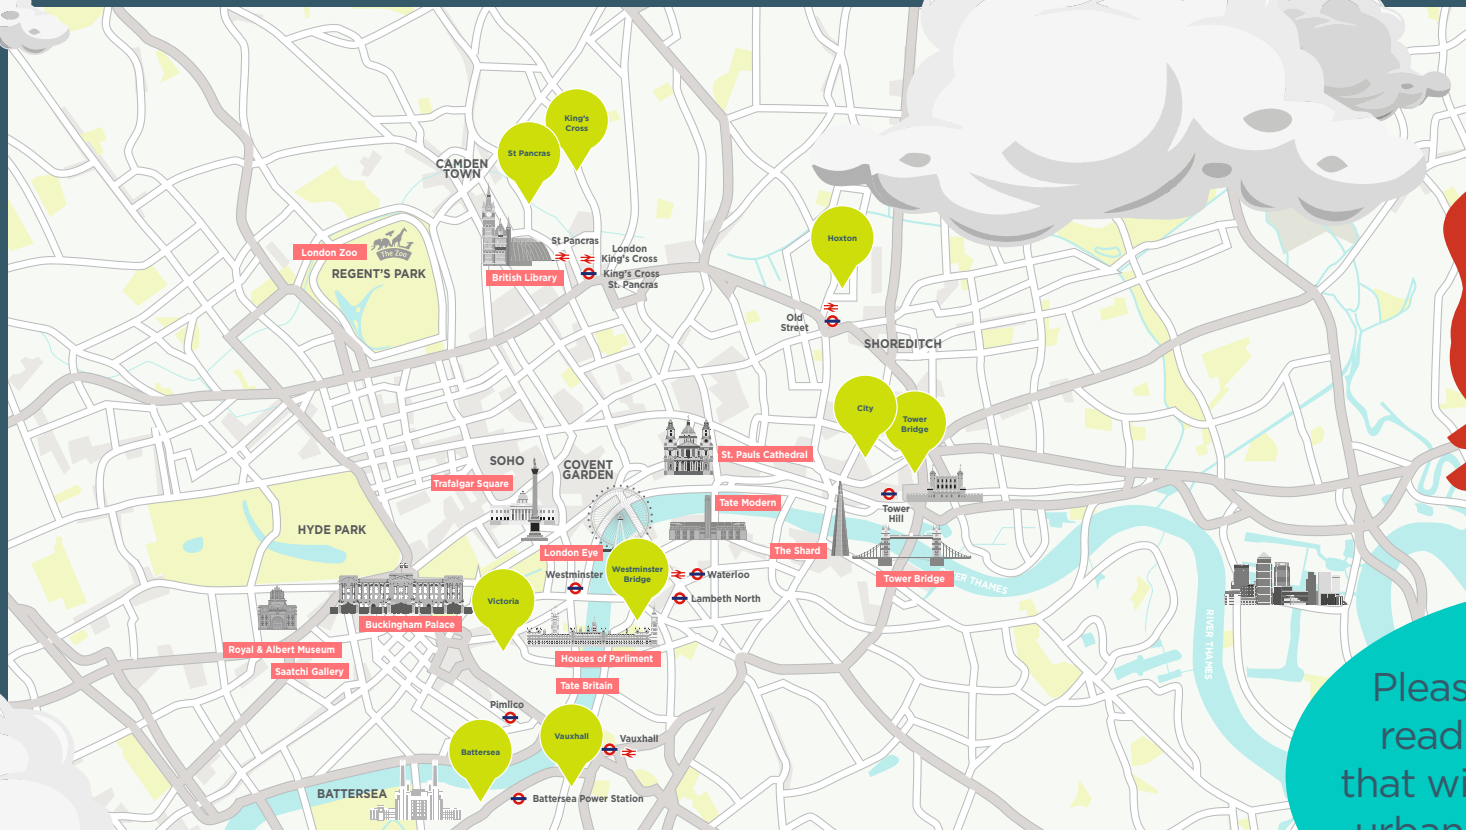 King's
Cross
St Pancras
CAMDEN
TOWN
Hoxton
St Pancras
London
King's Cross
London Zoo
The Zoo
REGENT'S PARK
British Library
King's Cross
St. Pancras
Old
Street
SHOREDITCH
City
Tower
Bridge
SOHO
COVENT
GARDEN
St. Pauls Cathedral
Trafalgar Square
Tate Modern
Tower
Hill
HYDE PARK
London Eye
The Shard
Westminster
Westminster
Bridge
Waterloo
Tower Bridge
ER THAMES
Lambeth North
Victoria
Buckingham Palace
RIVER THAMES
Royal & Albert Museum
Houses of Parliment
Saatchi Gallery
Tate Britain
Pimlico
Vauxhall
Vauxhall
Battersea
BATTERSEA
Battersea Power Station
Pleas
read
that wi
urban